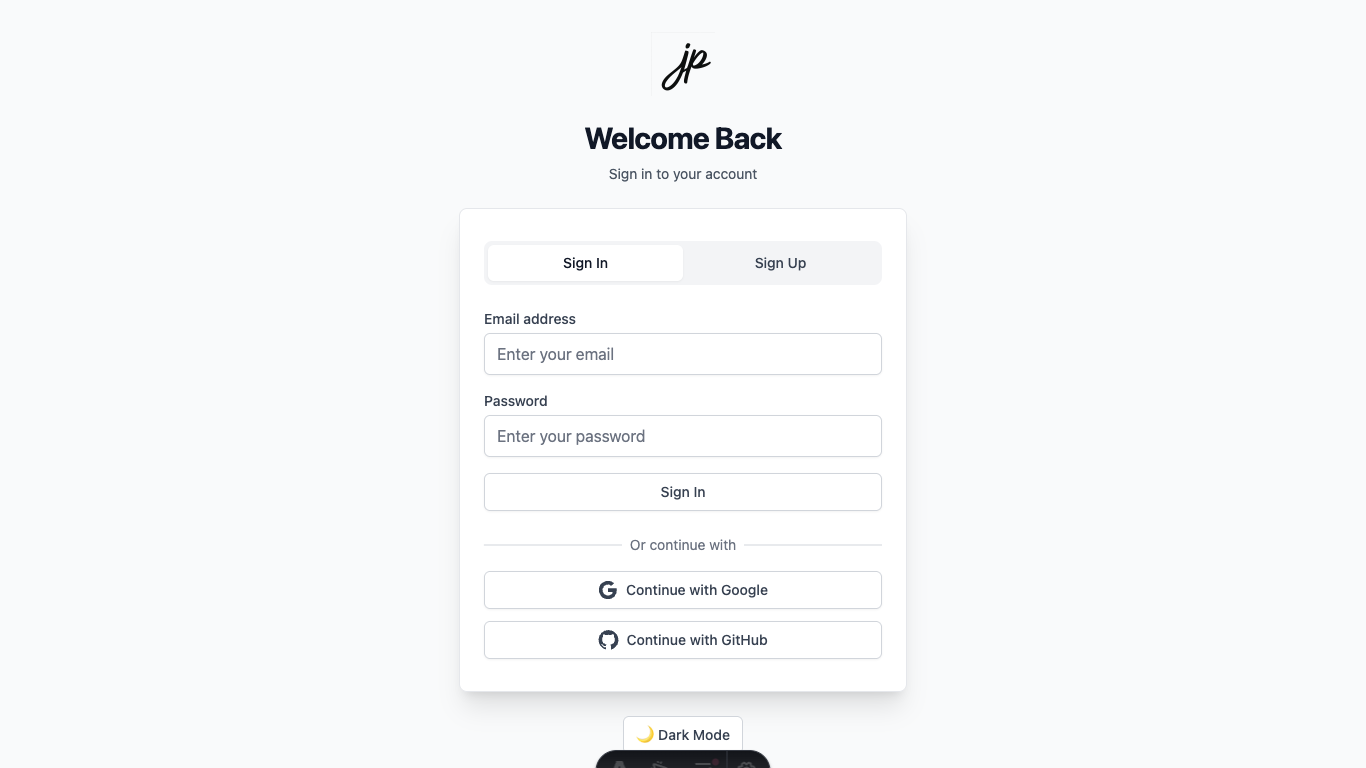 jp
Welcome Back
Sign in to your account
Sign In
Sign Up
Email address
Enter your email
Password
Enter your password
Sign In
Or continue with
Continue with Google
Continue with GitHub
🌙 Dark Mode